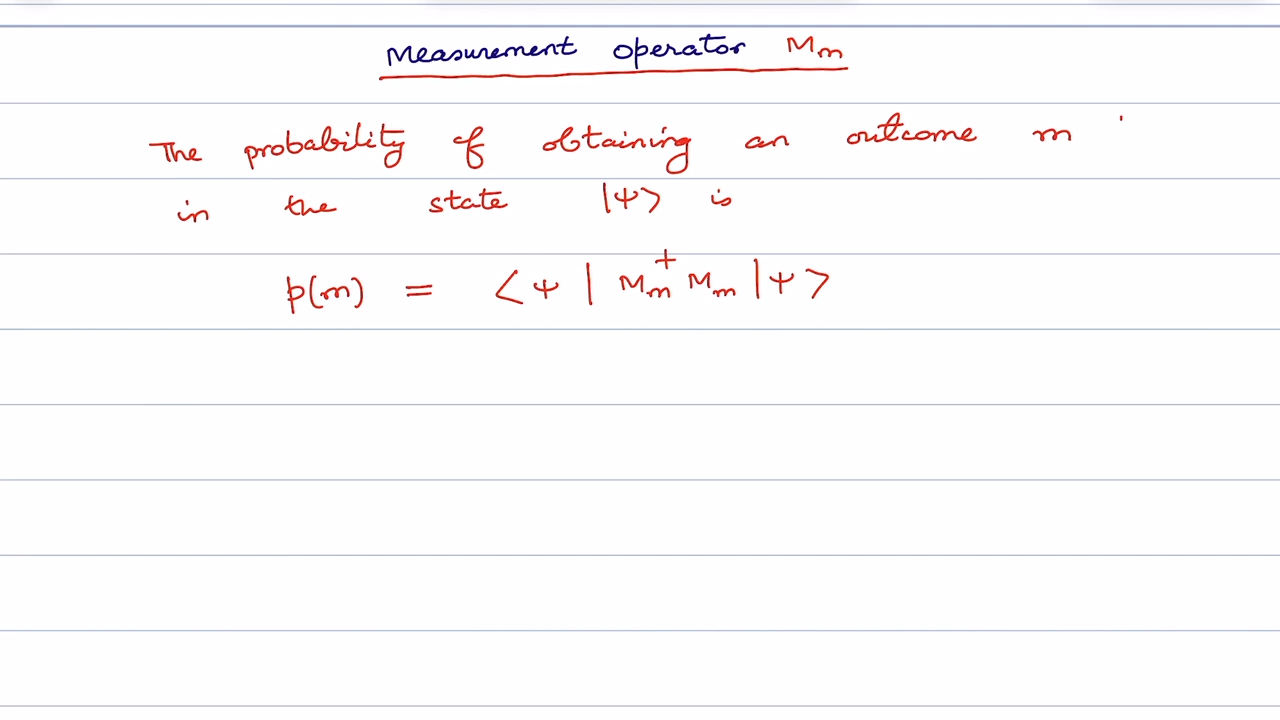 Measurement operator Mₘ
The probability of obtaining an outcome m
in the state |ψ⟩ is
p(m) = ⟨ψ| Mₘ⁺ Mₘ |ψ⟩